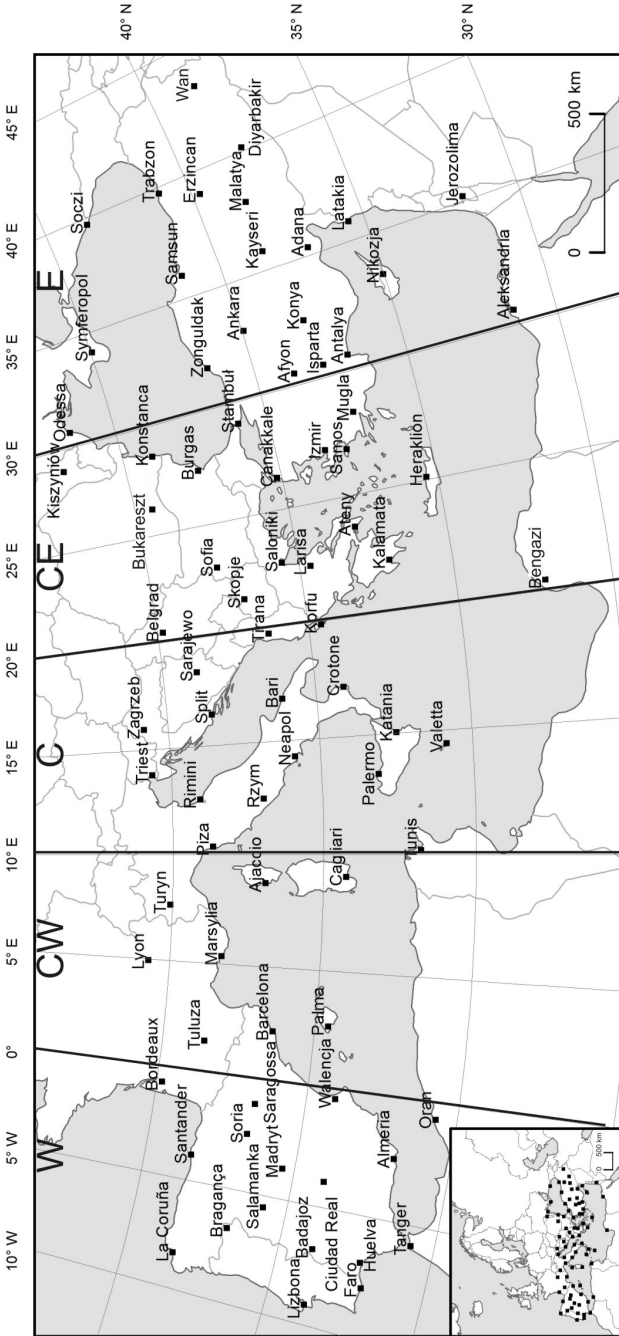 10° W
5° W
0°
5° E
10° E
15° E
20° E
25° E
30° E
35° E
40° E
45° E
40° N
35° N
30° N
W
CW
C
CE
E
La Coruña
Santander
Bordeaux
Lyon
Turyn
Bragança
Soria
Saragossa
Tuluza
Marsylia
Salamanka
Madryt
Barcelona
Lizbona
Badajoz
Ciudad Real
Walencja
Palma
Faro
Huelva
Almeria
Tanger
Oran
Ajaccio
Cagliari
Tunis
Piza
Triest
Zagrzeb
Rimini
Split
Sarajewo
Belgrad
Rzym
Neapol
Bari
Tirana
Korfu
Crotone
Palermo
Katania
Valetta
Kiszyniów
Odessa
Symferopol
Soczi
Bukareszt
Konstanca
Burgas
Sofia
Skopje
Saloniki
Larisa
Stambuł
Canakkale
Ateny
Kalamata
Izmir
Samos
Mugla
Heraklion
Bengazi
Zonguldak
Samsun
Trabzon
Ankara
Erzincan
Wan
Afyon
Konya
Kayseri
Malatya
Diyarbakir
Isparta
Antalya
Adana
Latakia
Nikozja
Jerozolima
Aleksandria
0 500 km
0 500 km